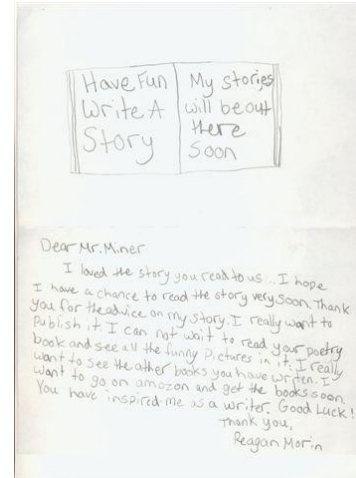 Have Fun
Write A
Story
My stories
will be out
there
soon
Dear Mr. Miner
I loved the story you read to us... I hope
I have a chance to read the story very soon. Thank
you for the advice on my story. I really want to
Publish it. I can not wait to read your poetry
book and see all the funny pictures in it. I really
want to see the other books you have writen. I
want to go on amozon and get the books soon.
You have inspired me as a writer. Good Luck!
Thank you,
Reagan Morin